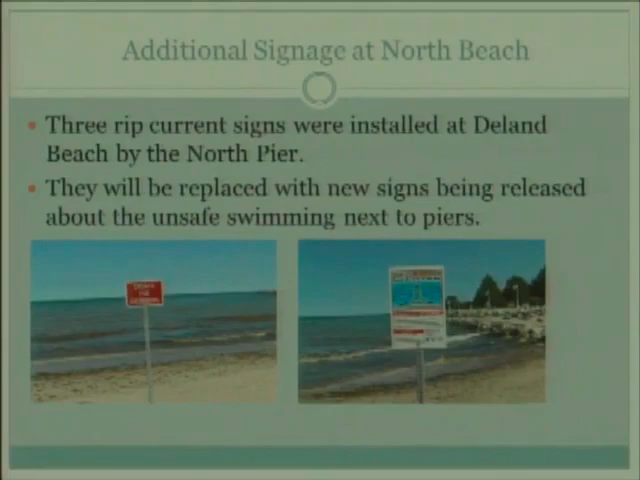 Additional Signage at North Beach
• Three rip current signs were installed at Deland
Beach by the North Pier.
• They will be replaced with new signs being released
about the unsafe swimming next to piers.